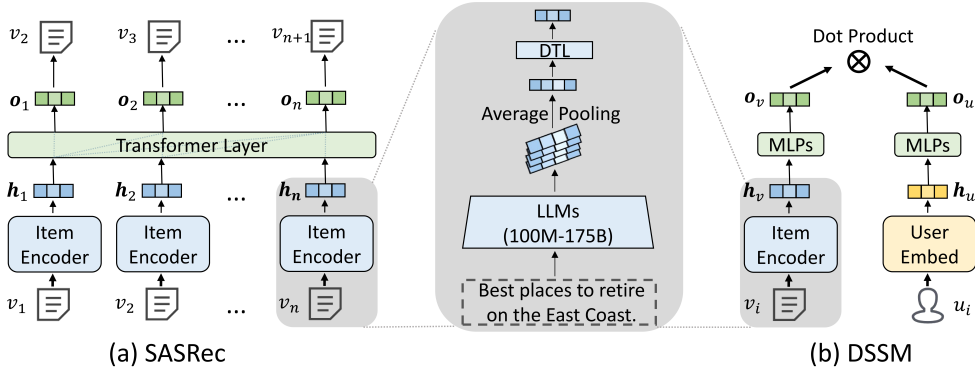 v₂ v₃ ... vₙ₊₁
o₁ o₂ ... oₙ
Transformer Layer
h₁ h₂ ... hₙ
Item Encoder
Item Encoder
...
Item Encoder
v₁ v₂ ... vₙ
(a) SASRec
DTL
Average Pooling
LLMs
(100M-175B)
Best places to retire
on the East Coast.
Dot Product
oᵥ oᵤ
MLPs MLPs
hᵥ hᵤ
Item Encoder
User Embed
vᵢ uᵢ
(b) DSSM